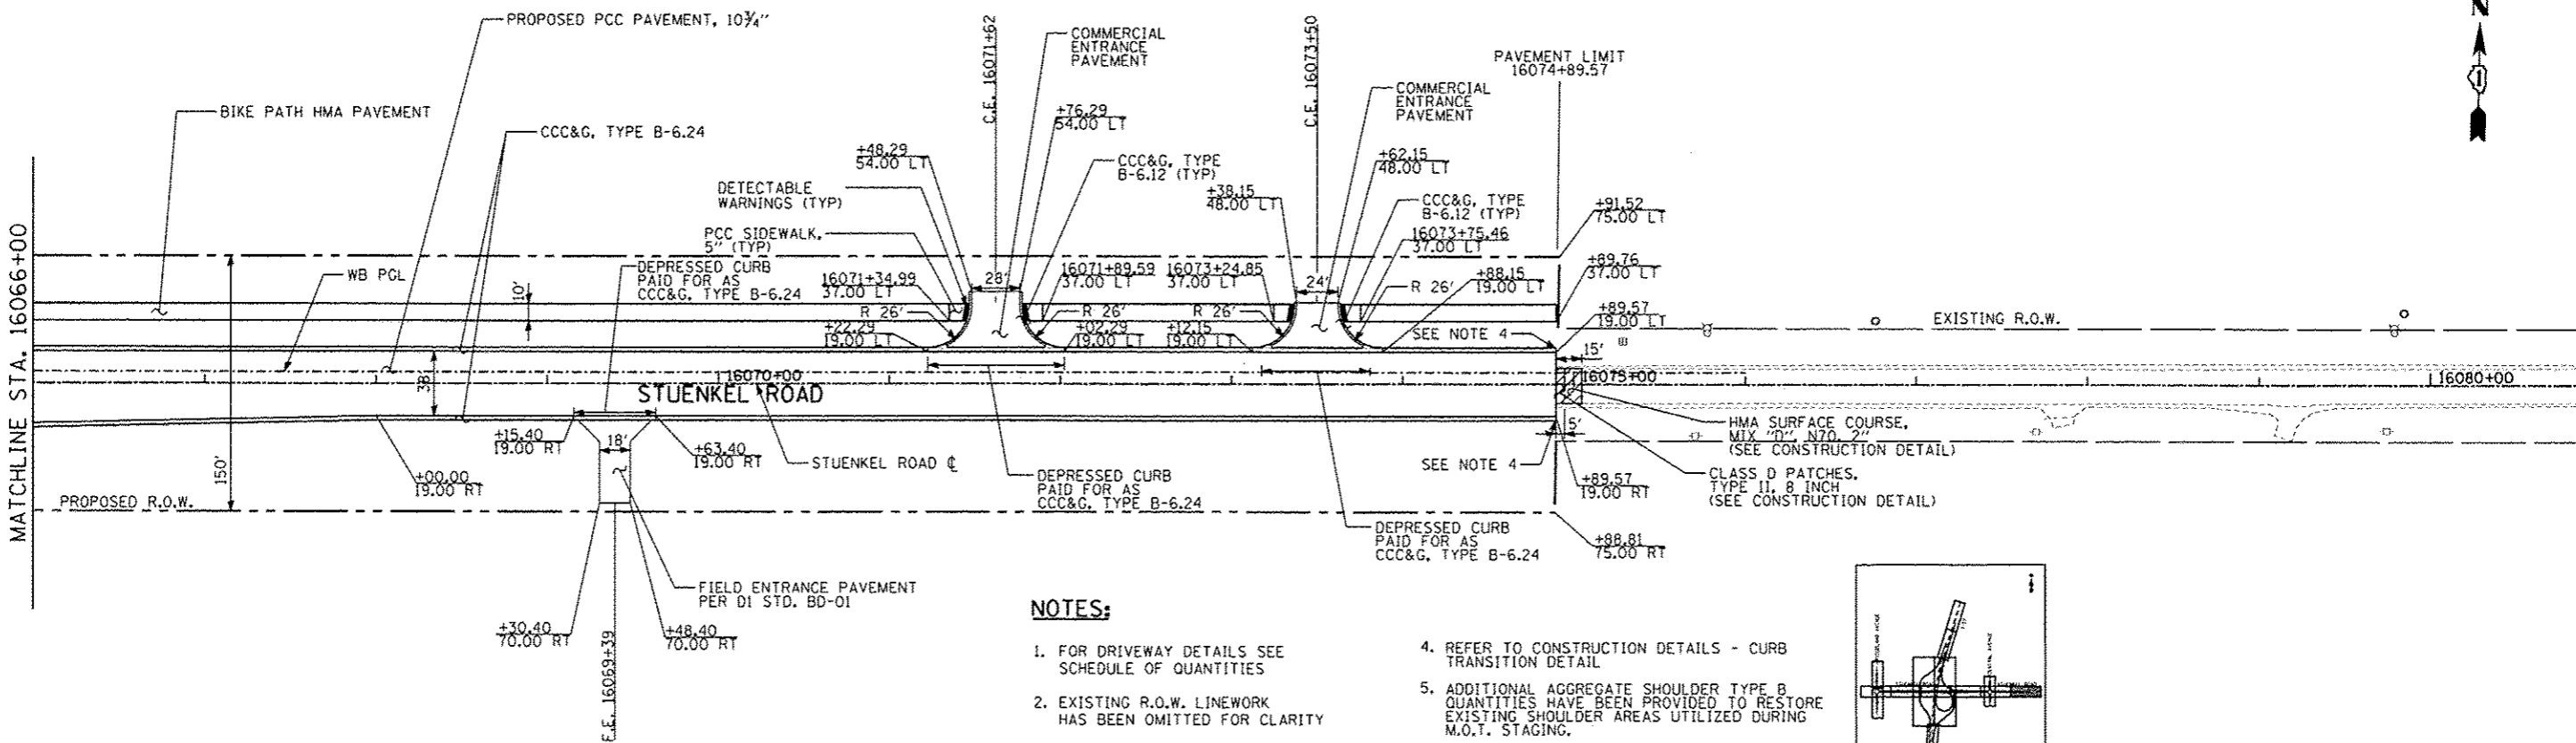 PROPOSED PCC PAVEMENT, 10¾"
BIKE PATH HMA PAVEMENT
CCC&G, TYPE B-6.24
C.E. 16071+62
COMMERCIAL
ENTRANCE
PAVEMENT
C.E. 16073+50
PAVEMENT LIMIT
16074+89.57
COMMERCIAL
ENTRANCE
PAVEMENT
N
1
+76.29
54.00 LT
+48.29
54.00 LT
CCC&G, TYPE
B-6.12 (TYP)
+62.15
48.00 LT
DETECTABLE
WARNINGS (TYP)
+38.15
48.00 LT
CCC&G, TYPE
B-6.12 (TYP)
+91.52
75.00 LT
PCC SIDEWALK,
5" (TYP)
16073+75.46
37.00 LT
MATCHLINE STA. 16066+00
WB PGL
DEPRESSED CURB
PAID FOR AS
CCC&G, TYPE B-6.24
16071+34.99
37.00 LT
28'
16071+89.59
37.00 LT
16073+24.85
37.00 LT
24'
+88.15
19.00 LT
+89.76
37.00 LT
10'
R 26'
R 26'
R 26'
R 26'
+22.29
19.00 LT
+02.29
19.00 LT
+12.15
19.00 LT
SEE NOTE 4
+89.57
19.00 LT
EXISTING R.O.W.
15'
38'
16070+00
16075+00
16080+00
STUENKEL ROAD
150'
+15.40
19.00 RT
18'
+63.40
19.00 RT
STUENKEL ROAD ℄
+00.00
19.00 RT
DEPRESSED CURB
PAID FOR AS
CCC&G, TYPE B-6.24
SEE NOTE 4
5'
+89.57
19.00 RT
HMA SURFACE COURSE,
MIX "D", N70, 2"
(SEE CONSTRUCTION DETAIL)
CLASS D PATCHES,
TYPE II, 8 INCH
(SEE CONSTRUCTION DETAIL)
PROPOSED R.O.W.
DEPRESSED CURB
PAID FOR AS
CCC&G, TYPE B-6.24
+88.81
75.00 RT
FIELD ENTRANCE PAVEMENT
PER D1 STD. BD-01
+30.40
70.00 RT
+48.40
70.00 RT
F.E. 16069+39
NOTES:
1. FOR DRIVEWAY DETAILS SEE
SCHEDULE OF QUANTITIES
2. EXISTING R.O.W. LINEWORK
HAS BEEN OMITTED FOR CLARITY
4. REFER TO CONSTRUCTION DETAILS - CURB
TRANSITION DETAIL
5. ADDITIONAL AGGREGATE SHOULDER TYPE B
QUANTITIES HAVE BEEN PROVIDED TO RESTORE
EXISTING SHOULDER AREAS UTILIZED DURING
M.O.T. STAGING.